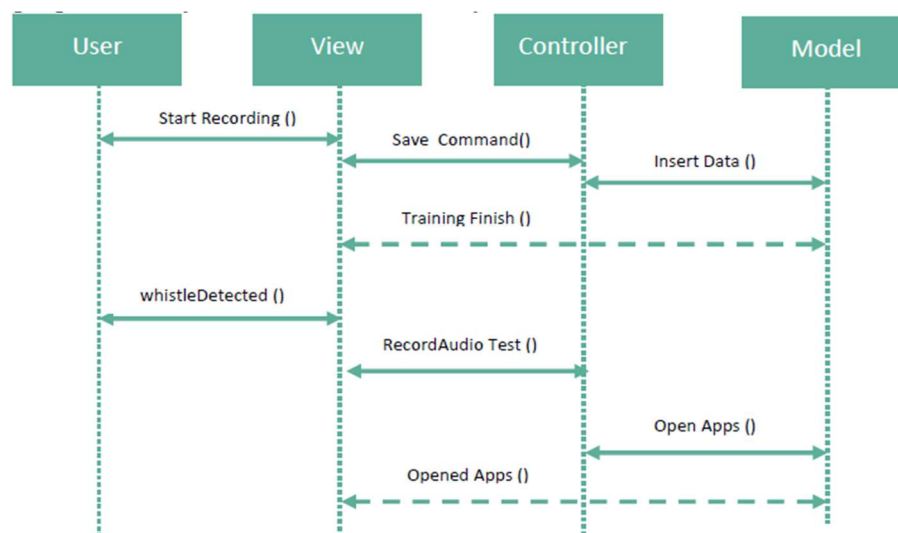 User
View
Controller
Model
Start Recording ()
Save Command()
Insert Data ()
Training Finish ()
whistleDetected ()
RecordAudio Test ()
Open Apps ()
Opened Apps ()